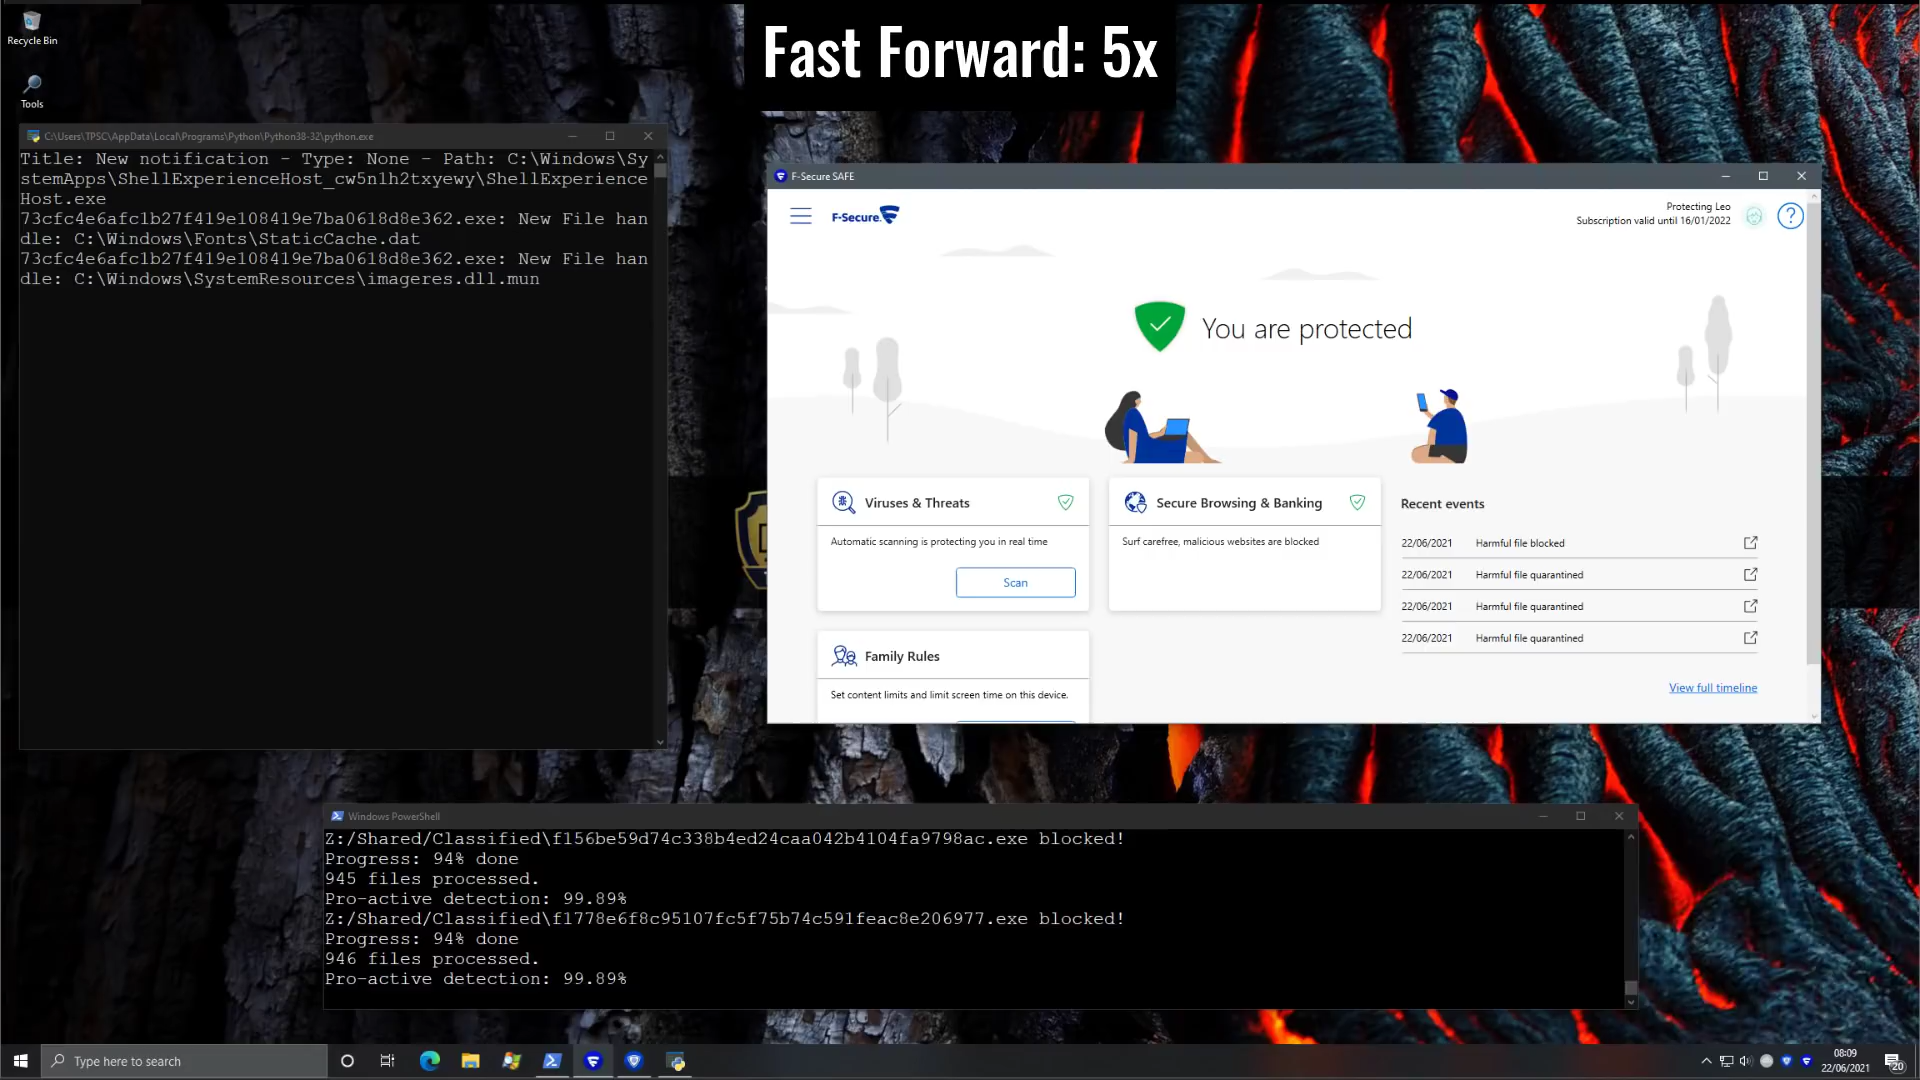 Fast Forward: 5x
Recycle Bin
Tools
C:\Users\TPSC\AppData\Local\Programs\Python\Python38-32\python.exe
Title: New notification - Type: None - Path: C:\Windows\Sy
stemApps\ShellExperienceHost_cw5n1h2txyewy\ShellExperience
Host.exe
73cfc4e6afc1b27f419e108419e7ba0618d8e362.exe: New File han
dle: C:\Windows\Fonts\StaticCache.dat
73cfc4e6afc1b27f419e108419e7ba0618d8e362.exe: New File han
dle: C:\Windows\SystemResources\imageres.dll.mun
F-Secure SAFE
F-Secure.
Protecting Leo
Subscription valid until 16/01/2022
?
You are protected
Viruses & Threats
Automatic scanning is protecting you in real time
Scan
Secure Browsing & Banking
Surf carefree, malicious websites are blocked
Family Rules
Set content limits and limit screen time on this device.
Recent events
22/06/2021 Harmful file blocked
22/06/2021 Harmful file quarantined
22/06/2021 Harmful file quarantined
22/06/2021 Harmful file quarantined
View full timeline
Windows PowerShell
Z:/Shared/Classified\f156be59d74c338b4ed24caa042b4104fa9798ac.exe blocked!
Progress: 94% done
945 files processed.
Pro-active detection: 99.89%
Z:/Shared/Classified\f1778e6f8c95107fc5f75b74c591feac8e206977.exe blocked!
Progress: 94% done
946 files processed.
Pro-active detection: 99.89%
Type here to search
08:09
22/06/2021
20